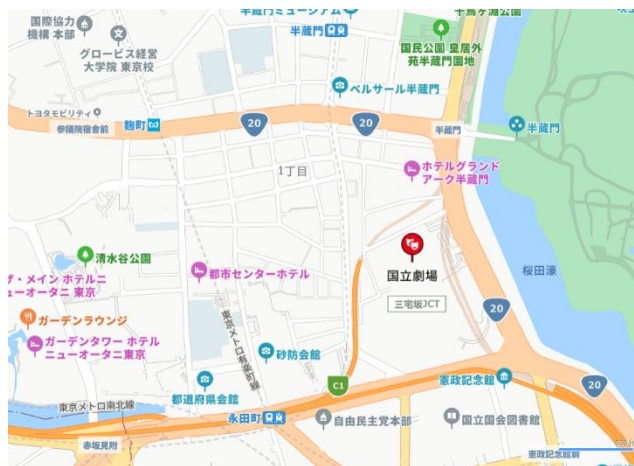 国際協力
機構 本部
グロービス経営
大学院 東京校
半蔵門ミュージアム
半蔵門
千鳥ヶ淵公園
国民公園 皇居外
苑半蔵門園地
ベルサール半蔵門
トヨタモビリティ
参議院宿舎前
麹町
20
20
半蔵門
半蔵門
1丁目
ホテルグランド
アーク半蔵門
清水谷公園
都市センターホテル
国立劇場
桜田濠
ザ・メイン ホテルニ
ューオータニ 東京
三宅坂JCT
20
ガーデンラウンジ
ガーデンタワー ホテル
ニューオータニ東京
東京メトロ有楽町線
砂防会館
都道府県会館
C1
憲政記念館
20
東京メトロ南北線
永田町
自由民主党本部
国立国会図書館
赤坂見附
憲政記念館前